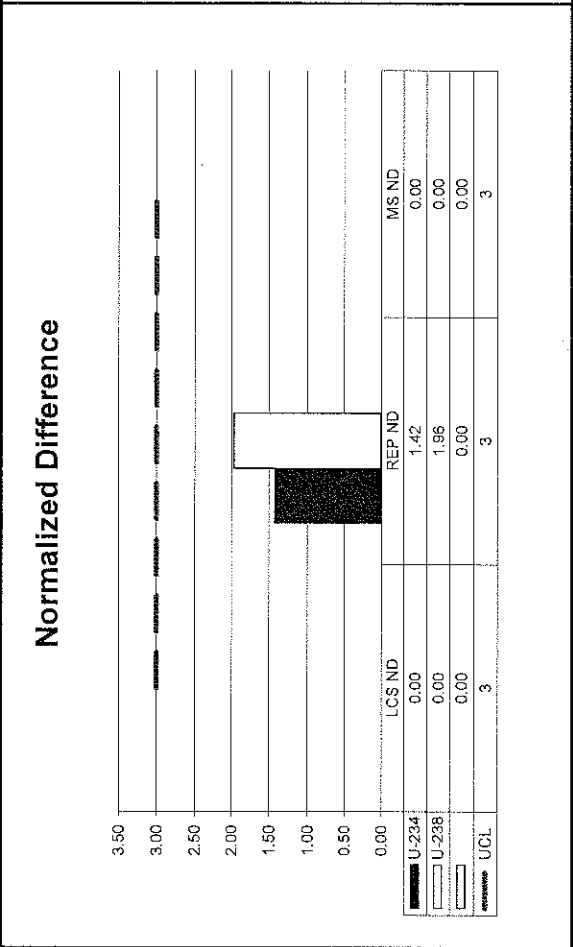 Normalized Difference
3.50
3.00
2.50
2.00
1.50
1.00
0.50
0.00
LCS ND REP ND MS ND
U-234 0.00 1.42 0.00
U-238 0.00 1.96 0.00
0.00 0.00 0.00
UCL 3 3 3